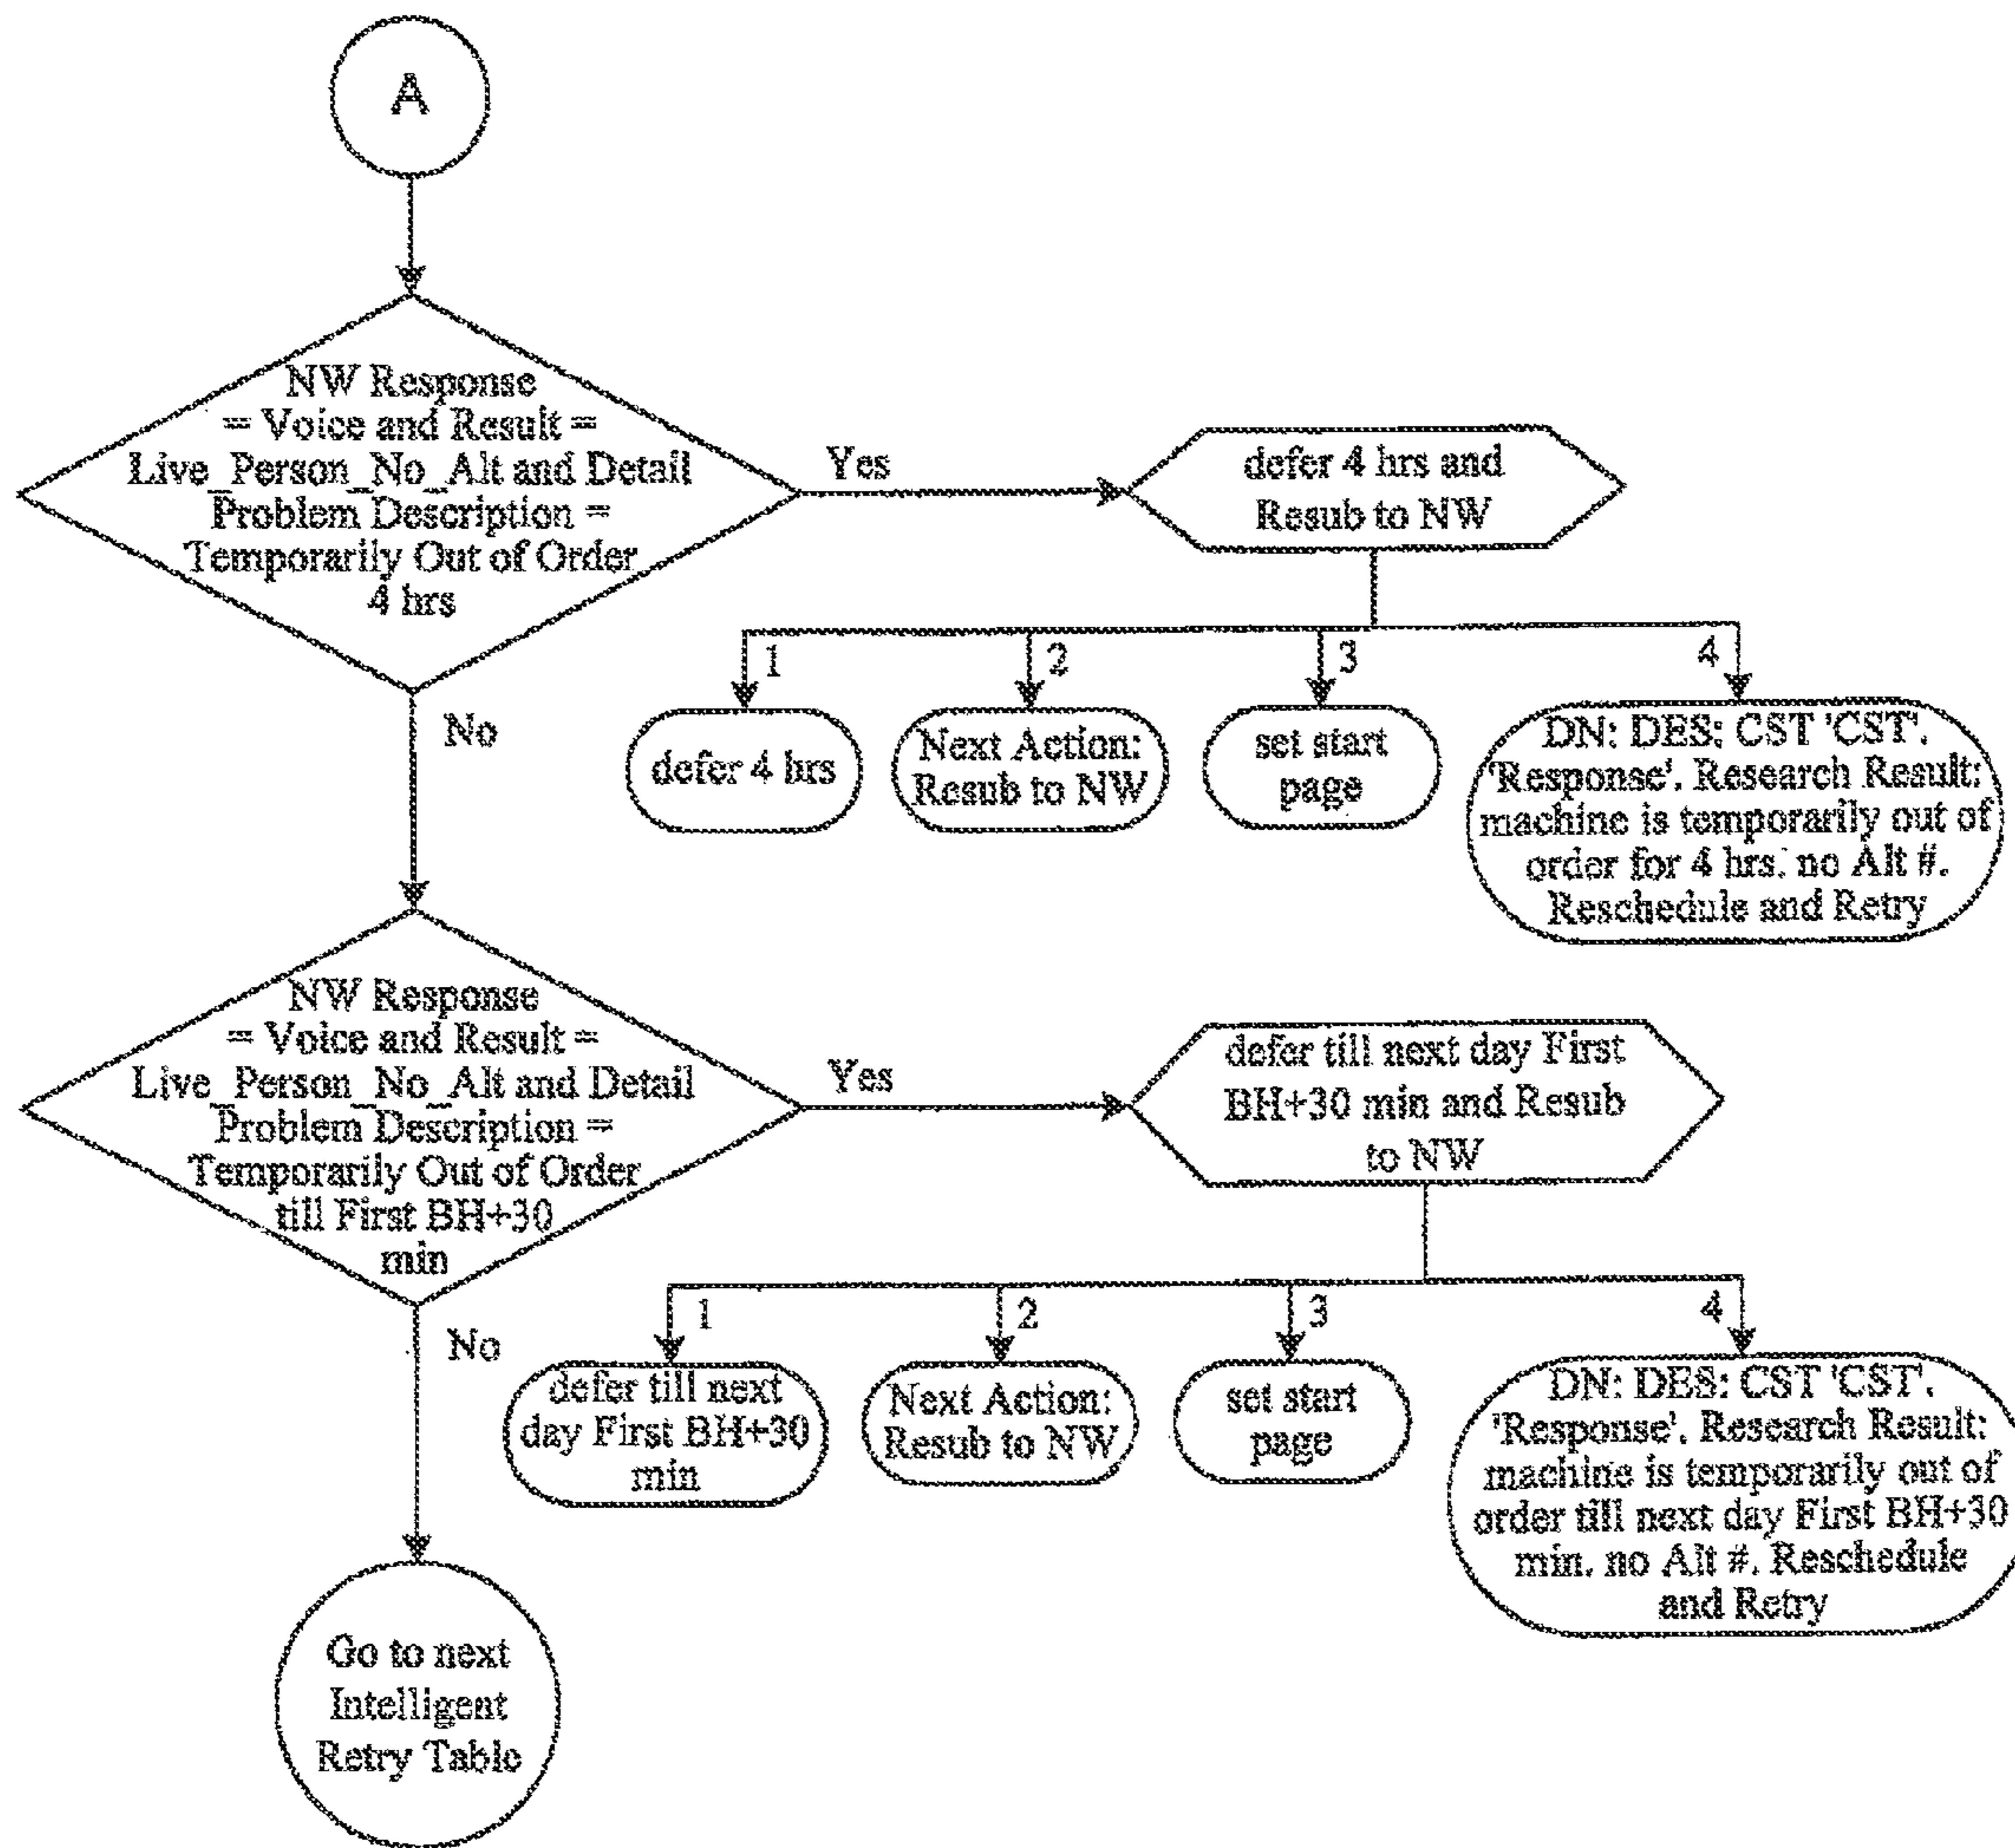 A
NW Response
= Voice and Result =
Live_Person_No_Alt and Detail
Problem Description =
Temporarily Out of Order
4 hrs
Yes
defer 4 hrs and
Resub to NW
1
2
3
4
No
defer 4 hrs
Next Action:
Resub to NW
set start
page
DN: DES: CST 'CST'.
'Response'. Research Result:
machine is temporarily out of
order for 4 hrs. no Alt #.
Reschedule and Retry
NW Response
= Voice and Result =
Live_Person_No_Alt and Detail
Problem Description =
Temporarily Out of Order
till First BH+30
min
Yes
defer till next day First
BH+30 min and Resub
to NW
1
2
3
4
No
defer till next
day First BH+30
min
Next Action:
Resub to NW
set start
page
DN: DES: CST 'CST'.
'Response'. Research Result:
machine is temporarily out of
order till next day First BH+30
min. no Alt #. Reschedule
and Retry
Go to next
Intelligent
Retry Table